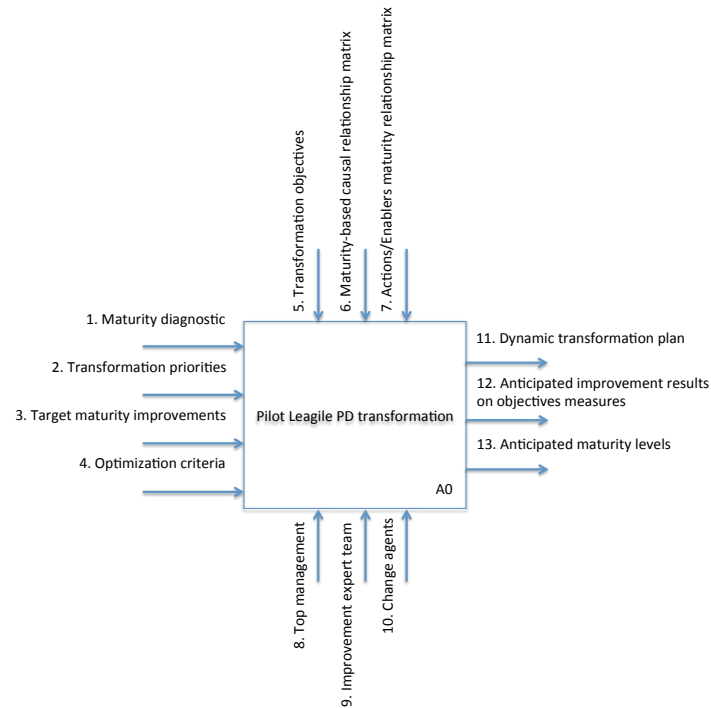 5. Transformation objectives
6. Maturity-based causal relationship matrix
7. Actions/Enablers maturity relationship matrix
1. Maturity diagnostic
2. Transformation priorities
3. Target maturity improvements
4. Optimization criteria
Pilot Leagile PD transformation
A0
11. Dynamic transformation plan
12. Anticipated improvement results
on objectives measures
13. Anticipated maturity levels
8. Top management
9. Improvement expert team
10. Change agents